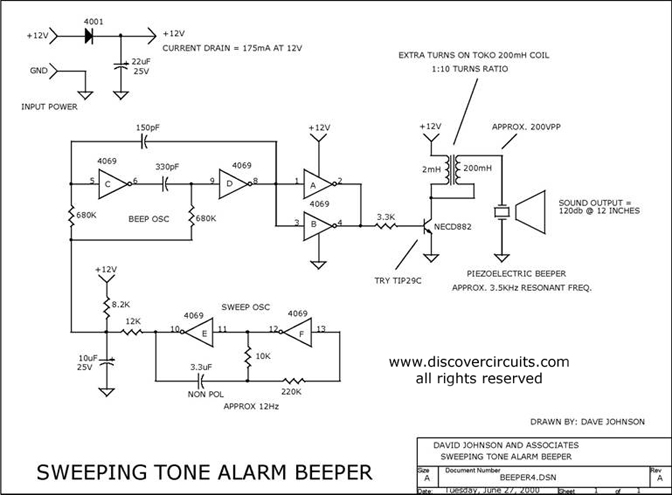 4001
+12V
+12V
CURRENT DRAIN = 175mA AT 12V
GND
22uF
25V
INPUT POWER
EXTRA TURNS ON TOKO 200mH COIL
1:10 TURNS RATIO
150pF
+12V
+12V
APPROX. 200VPP
330pF
4069
4069
5
C
6
9
D
8
1
A
2
2mH
200mH
4069
680K
BEEP OSC
680K
3
B
4
3.3K
NECD882
SOUND OUTPUT =
120db @ 12 INCHES
TRY TIP29C
PIEZOELECTRIC BEEPER
APPROX. 3.5KHz RESONANT FREQ.
+12V
8.2K
SWEEP OSC
4069
4069
12K
10
E
11
12
F
13
10uF
25V
3.3uF
NON POL
10K
220K
APPROX 12Hz
www.discovercircuits.com
all rights reserved
DRAWN BY: DAVE JOHNSON
SWEEPING TONE ALARM BEEPER
DAVID JOHNSON AND ASSOCIATES
SWEEPING TONE ALARM BEEPER
Size
A
Document Number
BEEPER4.DSN
Rev
A
Date: Tuesday, June 27, 2000 Sheet 1 of 1